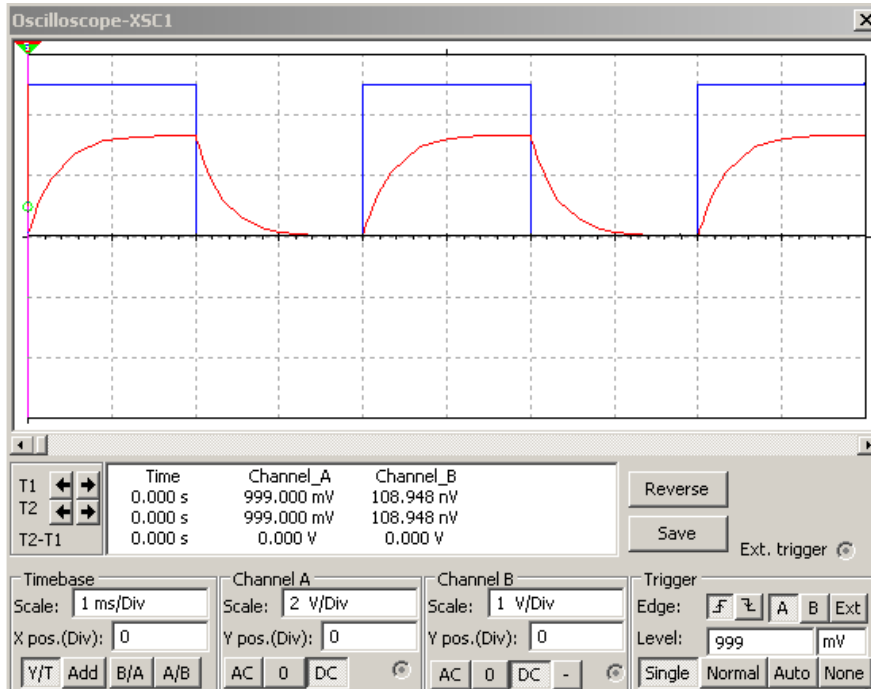 Oscilloscope-XSC1
T1
T2
T2-T1
Time Channel_A Channel_B
0.000 s 999.000 mV 108.948 nV
0.000 s 999.000 mV 108.948 nV
0.000 s 0.000 V 0.000 V
Reverse
Save
Ext. trigger
Timebase
Scale: 1 ms/Div
X pos.(Div): 0
Y/T Add B/A A/B
Channel A
Scale: 2 V/Div
Y pos.(Div): 0
AC 0 DC
Channel B
Scale: 1 V/Div
Y pos.(Div): 0
AC 0 DC -
Trigger
Edge: A B Ext
Level: 999 mV
Single Normal Auto None